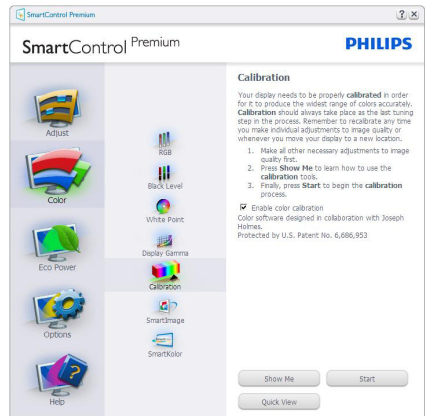 SmartControl Premium
SmartControl Premium
PHILIPS
Adjust
Color
Eco Power
Options
Help
RGB
Black Level
White Point
Display Gamma
Calibration
SmartImage
SmartKolor
Calibration
Your display needs to be properly calibrated in order
for it to produce the widest range of colors accurately.
Calibration should always take place as the last tuning
step in the process. Remember to recalibrate any time
you make individual adjustments to image quality or
whenever you move your display to a new location.
1. Make all other necessary adjustments to image
quality first.
2. Press Show Me to learn how to use the
calibration tools.
3. Finally, press Start to begin the calibration
process.
Enable color calibration
Color software designed in collaboration with Joseph
Holmes.
Protected by U.S. Patent No. 6,686,953
Show Me
Start
Quick View